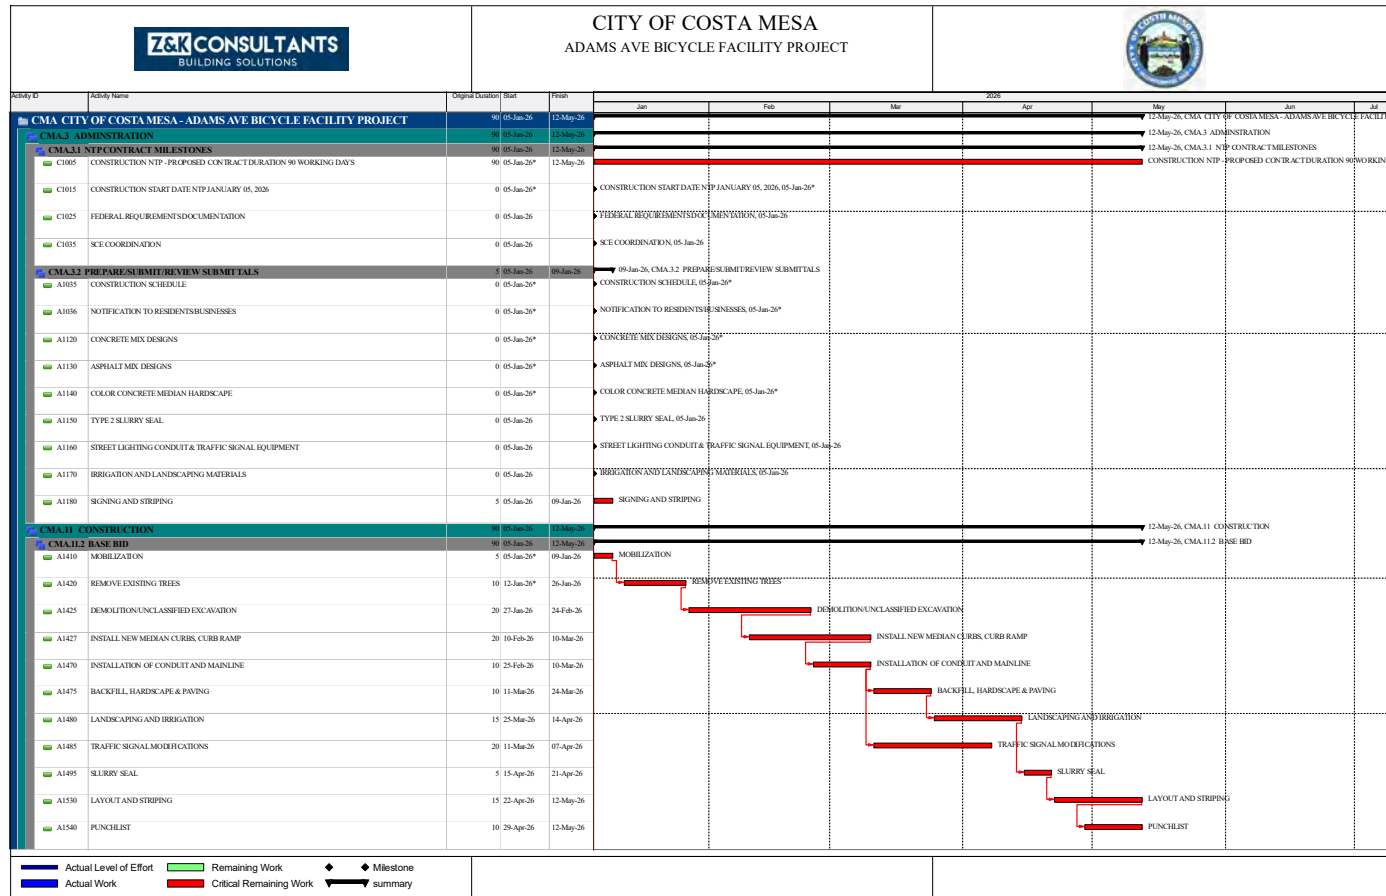 Z&K CONSULTANTS
BUILDING SOLUTIONS
CITY OF COSTA MESA
ADAMS AVE BICYCLE FACILITY PROJECT
Activity ID Activity Name Original Duration Start Finish 2026
Jan Feb Mar Apr May Jun Jul
CMA CITY OF COSTA MESA - ADAMS AVE BICYCLE FACILITY PROJECT 90 05-Jan-26 12-May-26 12-May-26, CMA CITY OF COSTA MESA - ADAMS AVE BICYCLE FACILIT
CMA.3 ADMINSTRATION 90 05-Jan-26 12-May-26 12-May-26, CMA.3 ADMINSTRATION
CMA.3.1 NTP CONTRACT MILESTONES 90 05-Jan-26 12-May-26 12-May-26, CMA.3.1 NTP CONTRACT MILESTONES
C1005 CONSTRUCTION NTP - PROPOSED CONTRACT DURATION 90 WORKING DAYS 90 05-Jan-26* 12-May-26 CONSTRUCTION NTP - PROPOSED CONTRACT DURATION 90 WORKIN
C1015 CONSTRUCTION START DATE NTP JANUARY 05, 2026 0 05-Jan-26* CONSTRUCTION START DATE NTP JANUARY 05, 2026, 05-Jan-26*
C1025 FEDERAL REQUIREMENTS DOCUMENTATION 0 05-Jan-26 FEDERAL REQUIREMENTS DOCUMENTATION, 05-Jan-26
C1035 SCE COORDINATION 0 05-Jan-26 SCE COORDINATION, 05-Jan-26
CMA.3.2 PREPARE/SUBMIT/REVIEW SUBMITTALS 5 05-Jan-26 09-Jan-26 09-Jan-26, CMA.3.2 PREPARE/SUBMIT/REVIEW SUBMITTALS
A1035 CONSTRUCTION SCHEDULE 0 05-Jan-26* CONSTRUCTION SCHEDULE, 05-Jan-26*
A1036 NOTIFICATION TO RESIDENTS/BUSINESSES 0 05-Jan-26* NOTIFICATION TO RESIDENTS/BUSINESSES, 05-Jan-26*
A1120 CONCRETE MIX DESIGNS 0 05-Jan-26* CONCRETE MIX DESIGNS, 05-Jan-26*
A1130 ASPHALT MIX DESIGNS 0 05-Jan-26* ASPHALT MIX DESIGNS, 05-Jan-26*
A1140 COLOR CONCRETE MEDIAN HARDSCAPE 0 05-Jan-26* COLOR CONCRETE MEDIAN HARDSCAPE, 05-Jan-26*
A1150 TYPE 2 SLURRY SEAL 0 05-Jan-26 TYPE 2 SLURRY SEAL, 05-Jan-26
A1160 STREET LIGHTING CONDUIT & TRAFFIC SIGNAL EQUIPMENT 0 05-Jan-26 STREET LIGHTING CONDUIT & TRAFFIC SIGNAL EQUIPMENT, 05-Jan-26
A1170 IRRIGATION AND LANDSCAPING MATERIALS 0 05-Jan-26 IRRIGATION AND LANDSCAPING MATERIALS, 05-Jan-26
A1180 SIGNING AND STRIPING 5 05-Jan-26 09-Jan-26 SIGNING AND STRIPING
CMA.11 CONSTRUCTION 90 05-Jan-26 12-May-26 12-May-26, CMA.11 CONSTRUCTION
CMA.11.2 BASE BID 90 05-Jan-26 12-May-26 12-May-26, CMA.11.2 BASE BID
A1410 MOBILIZATION 5 05-Jan-26* 09-Jan-26 MOBILIZATION
A1420 REMOVE EXISTING TREES 10 12-Jan-26* 26-Jan-26 REMOVE EXISTING TREES
A1425 DEMOLITION/UNCLASSIFIED EXCAVATION 20 27-Jan-26 24-Feb-26 DEMOLITION/UNCLASSIFIED EXCAVATION
A1427 INSTALL NEW MEDIAN CURBS, CURB RAMP 20 10-Feb-26 10-Mar-26 INSTALL NEW MEDIAN CURBS, CURB RAMP
A1470 INSTALLATION OF CONDUIT AND MAINLINE 10 25-Feb-26 10-Mar-26 INSTALLATION OF CONDUIT AND MAINLINE
A1475 BACKFILL, HARDSCAPE & PAVING 10 11-Mar-26 24-Mar-26 BACKFILL, HARDSCAPE & PAVING
A1480 LANDSCAPING AND IRRIGATION 15 25-Mar-26 14-Apr-26 LANDSCAPING AND IRRIGATION
A1485 TRAFFIC SIGNAL MODIFICATIONS 20 11-Mar-26 07-Apr-26 TRAFFIC SIGNAL MODIFICATIONS
A1495 SLURRY SEAL 5 15-Apr-26 21-Apr-26 SLURRY SEAL
A1530 LAYOUT AND STRIPING 15 22-Apr-26 12-May-26 LAYOUT AND STRIPING
A1540 PUNCHLIST 10 29-Apr-26 12-May-26 PUNCHLIST
Actual Level of Effort Remaining Work Milestone
Actual Work Critical Remaining Work summary